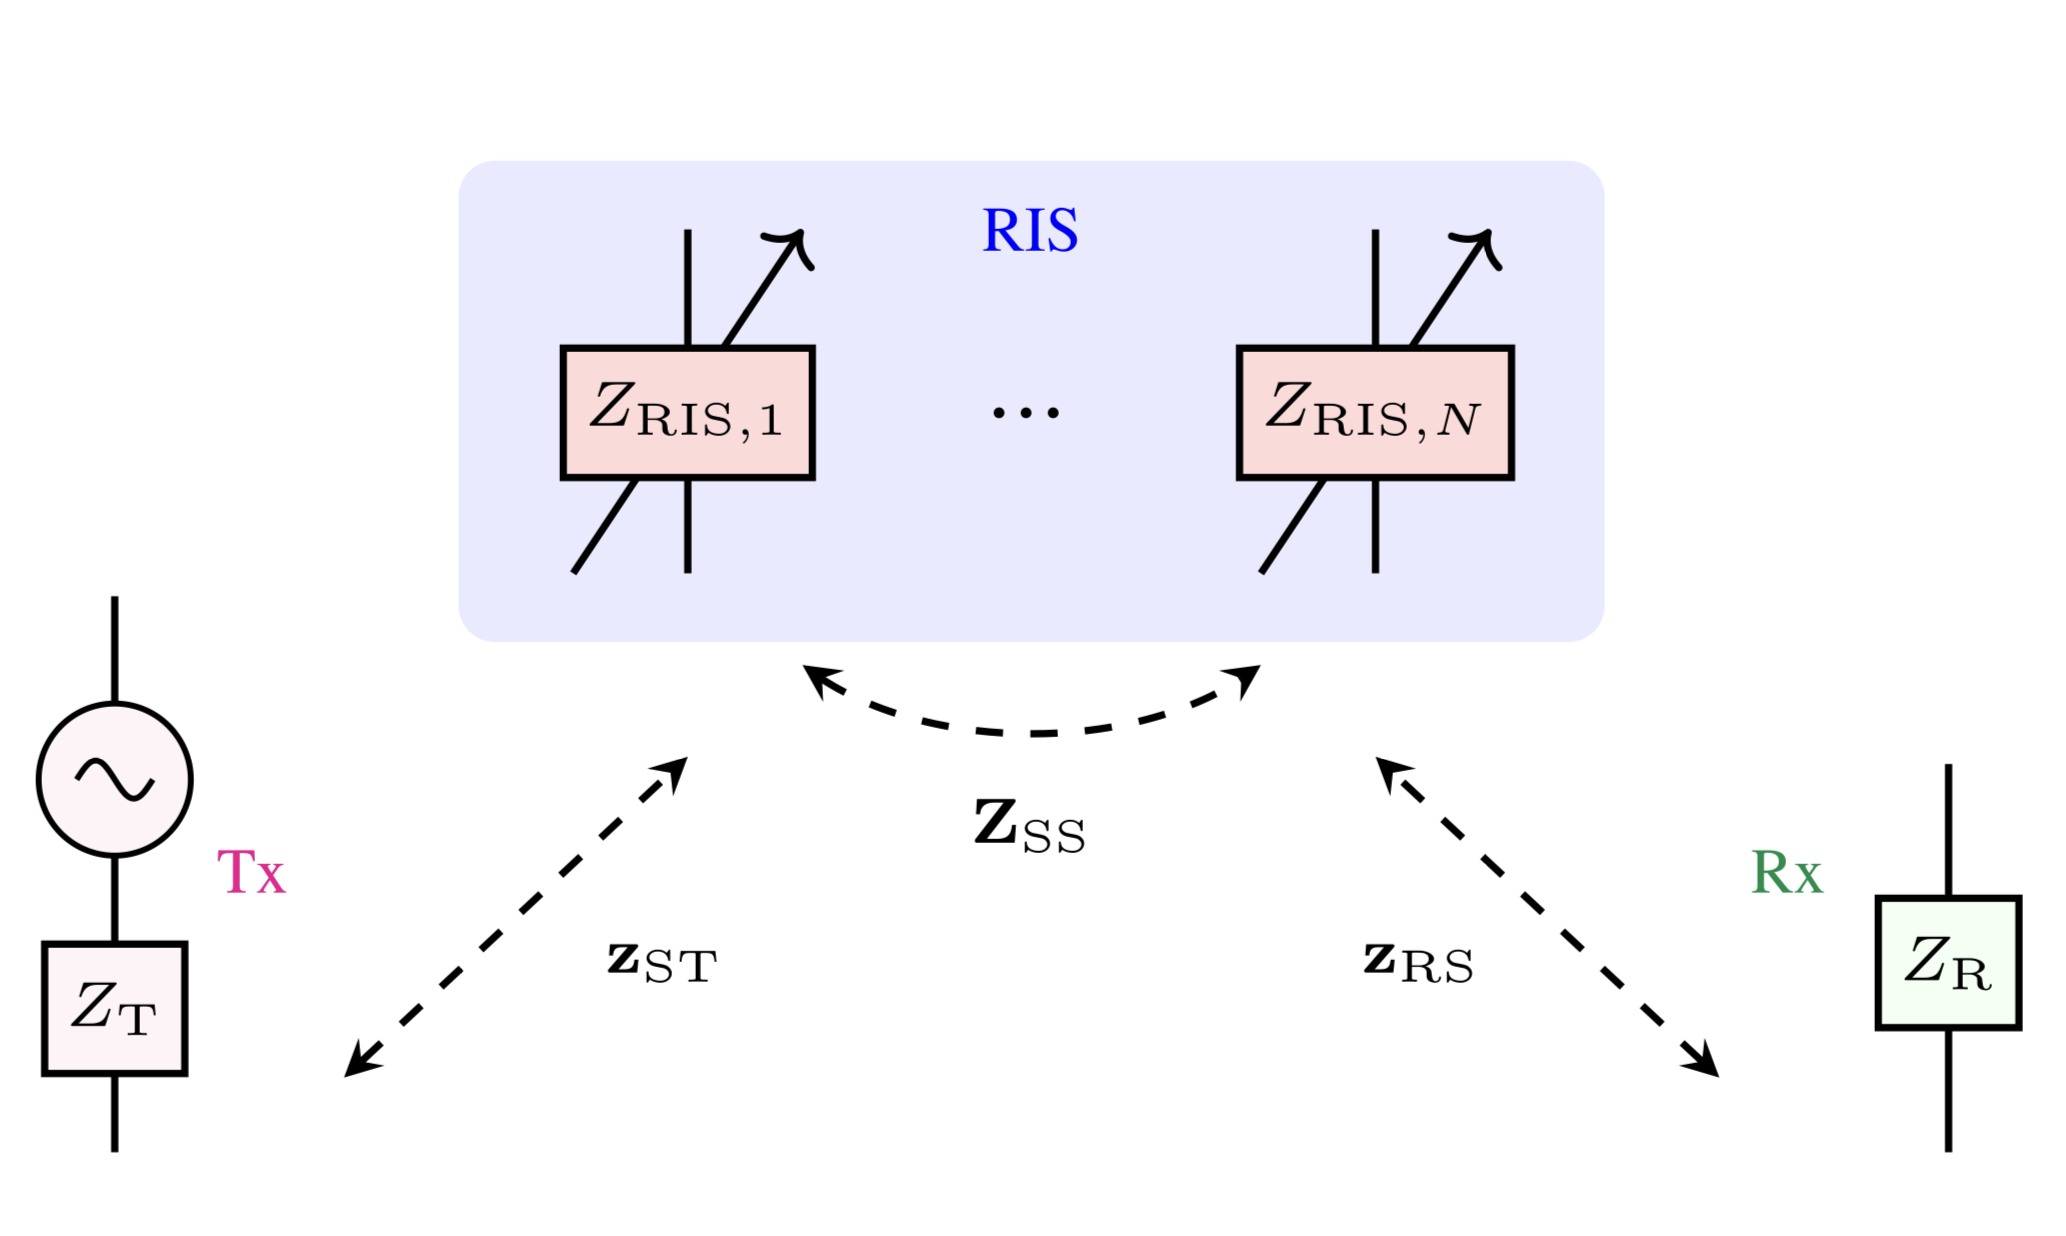 RIS
Z_RIS,1
...
Z_RIS,N
Z_SS
Tx
Rx
z_ST
z_RS
Z_R
Z_T